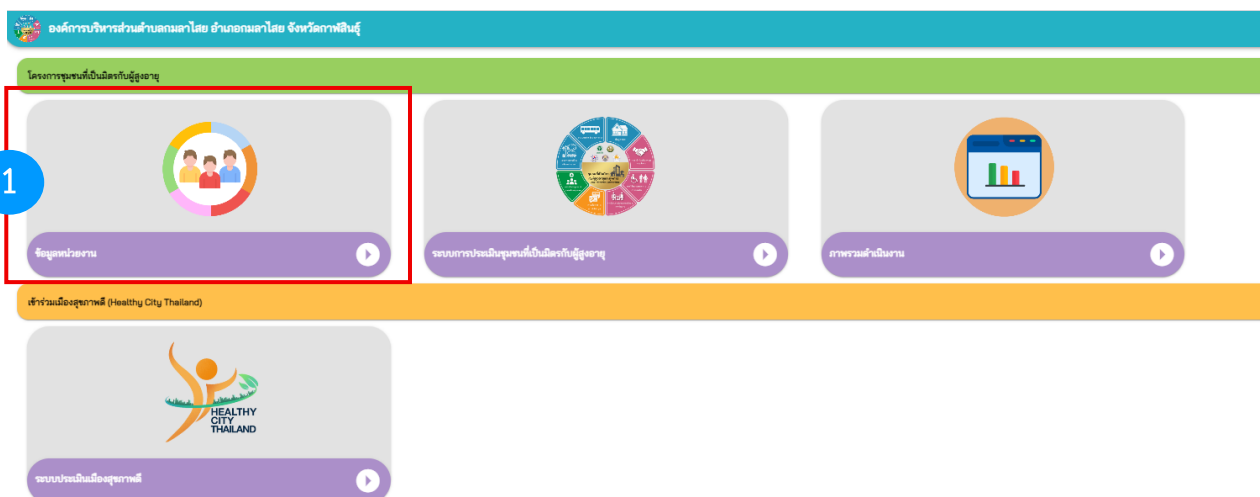 องค์การบริหารส่วนตำบลกมลาไสย อำเภอกมลาไสย จังหวัดกาฬสินธุ์
โครงการชุมชนที่เป็นมิตรกับผู้สูงอายุ
1
ข้อมูลหน่วยงาน
ระบบการประเมินชุมชนที่เป็นมิตรกับผู้สูงอายุ
ภาพรวมดำเนินงาน
เข้าร่วมเมืองสุขภาพดี (Healthy City Thailand)
HEALTHY
CITY
THAILAND
ระบบประเมินเมืองสุขภาพดี